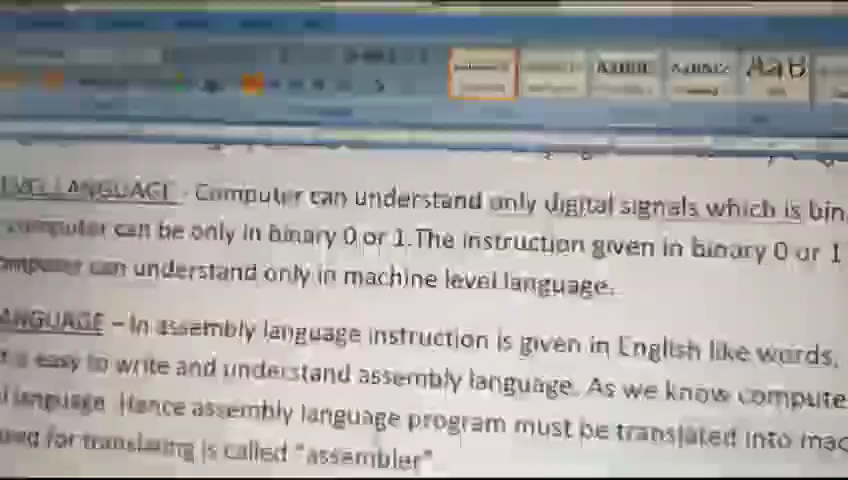 AaB
LEVEL LANGUAGE - Computer can understand only digital signals which is bin
computer can be only in binary 0 or 1. The instruction given in binary 0 or 1
computer can understand only in machine level language.
ANGUAGE – In assembly language instruction is given in English like words.
easy to write and understand assembly language. As we know compute
language. Hence assembly language program must be translated into mac
used for translating is called "assembler"